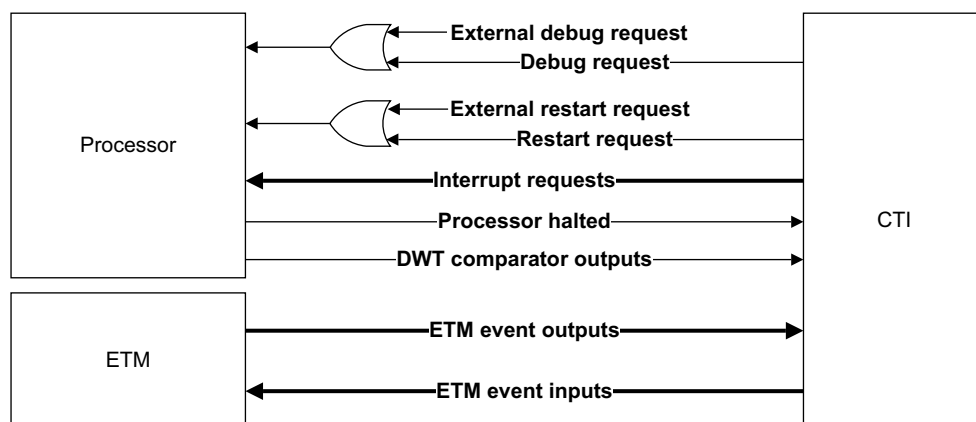 External debug request
Debug request
External restart request
Restart request
Processor
Interrupt requests
Processor halted
CTI
DWT comparator outputs
ETM event outputs
ETM
ETM event inputs